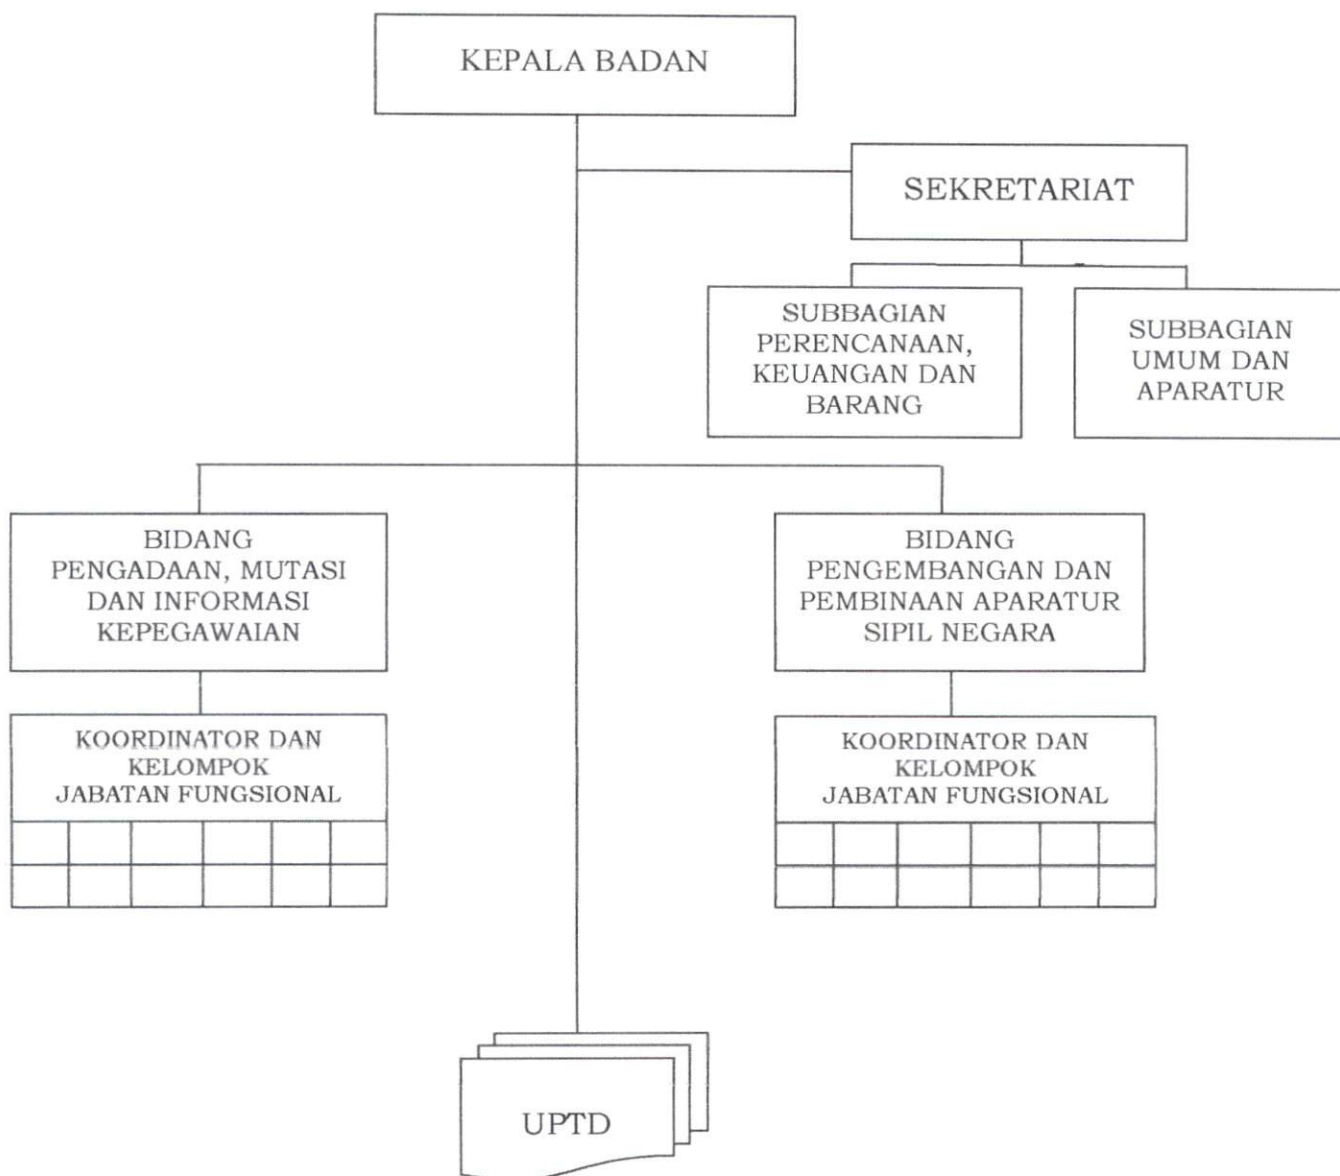 KEPALA BADAN
SEKRETARIAT
SUBBAGIAN
PERENCANAAN,
KEUANGAN DAN
BARANG
SUBBAGIAN
UMUM DAN
APARATUR
BIDANG
PENGADAAN, MUTASI
DAN INFORMASI
KEPEGAWAIAN
BIDANG
PENGEMBANGAN DAN
PEMBINAAN APARATUR
SIPIL NEGARA
KOORDINATOR DAN
KELOMPOK
JABATAN FUNGSIONAL
KOORDINATOR DAN
KELOMPOK
JABATAN FUNGSIONAL
UPTD